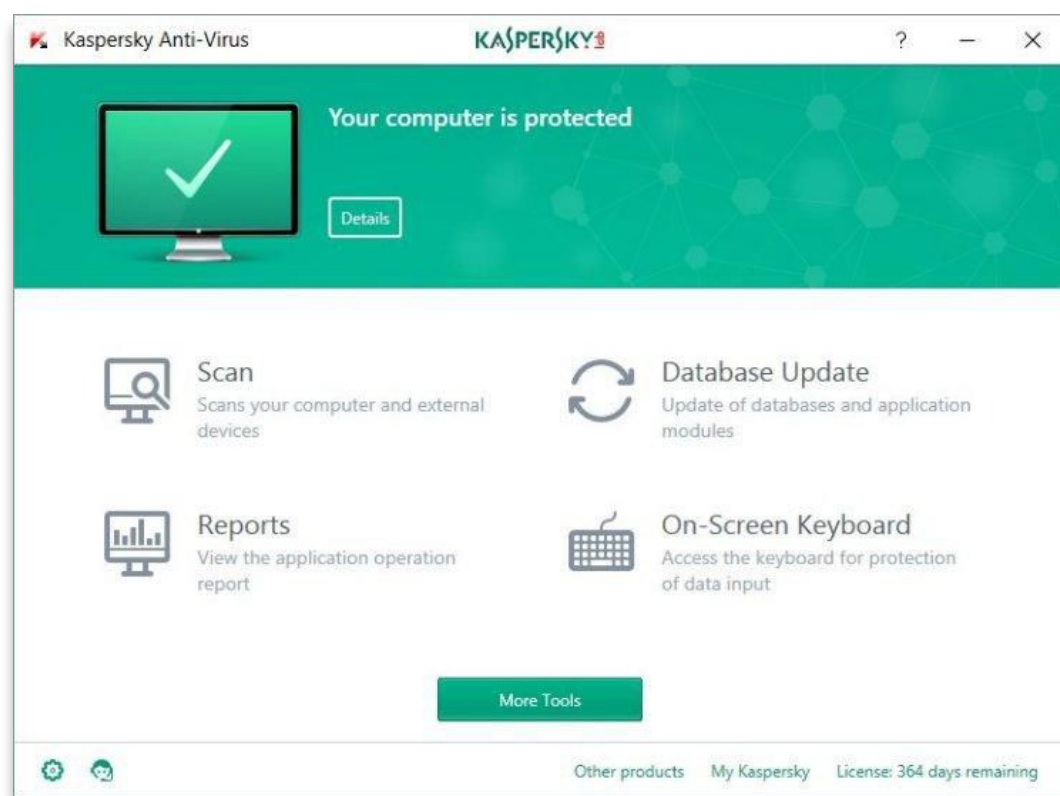 Kaspersky Anti-Virus
KASPERSKY lab
?
Your computer is protected
Details
Scan
Scans your computer and external
devices
Database Update
Update of databases and application
modules
Reports
View the application operation
report
On-Screen Keyboard
Access the keyboard for protection
of data input
More Tools
Other products My Kaspersky License: 364 days remaining